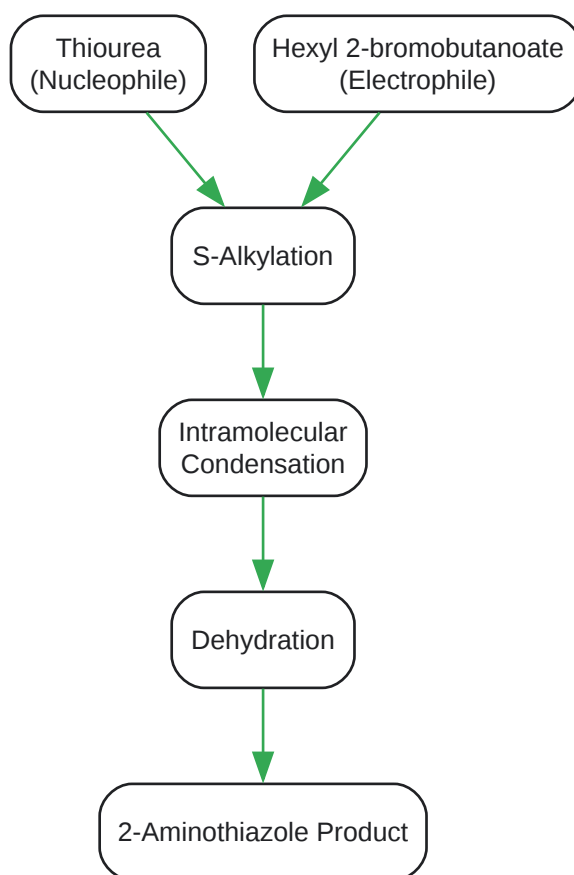 Thiourea
(Nucleophile)
Hexyl 2-bromobutanoate
(Electrophile)
S-Alkylation
Intramolecular
Condensation
Dehydration
2-Aminothiazole Product